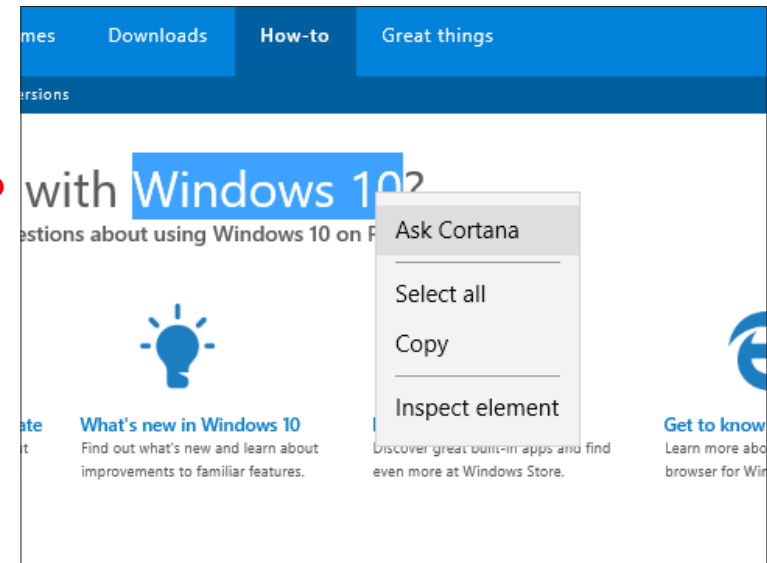 mes Downloads How-to Great things
ersions
with Windows 10?
estions about using Windows 10 on P
Ask Cortana
Select all
Copy
Inspect element
ate
t
What's new in Windows 10
Find out what's new and learn about
improvements to familiar features.
Discover great built-in apps and find
even more at Windows Store.
Get to know
Learn more abo
browser for Win